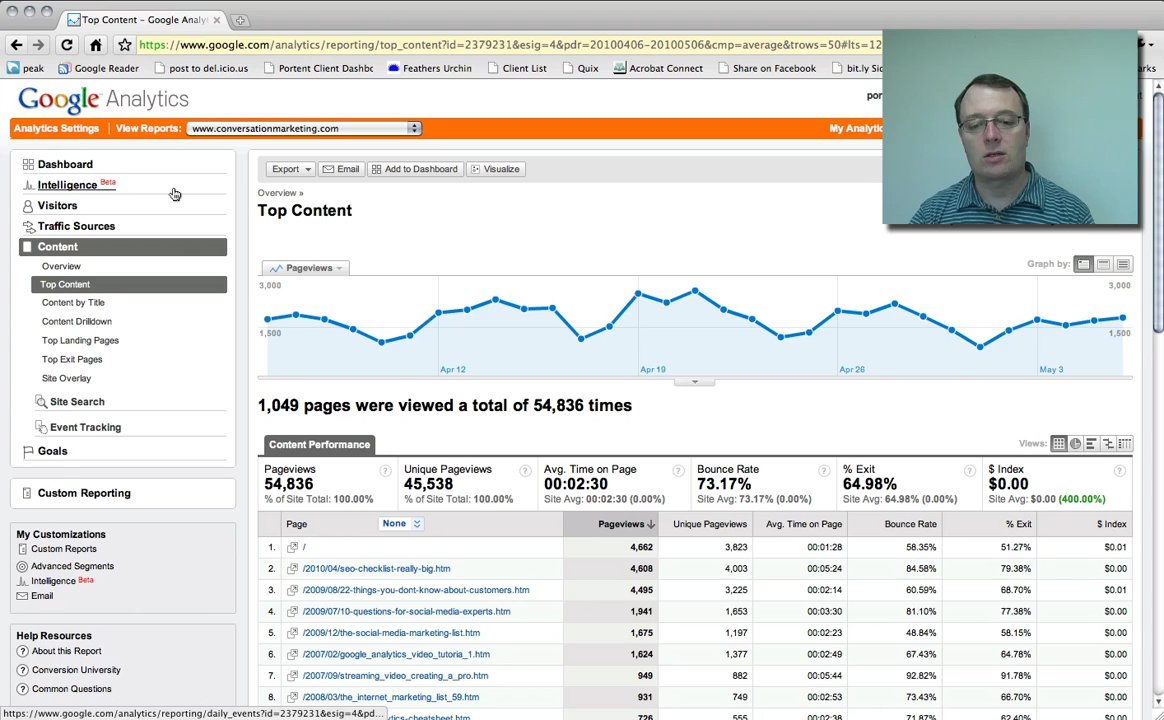 Top Content – Google Analy
https://www.google.com/analytics/reporting/top_content?id=2379231&esig=4&pdr=20100406-20100506&cmp=average&trows=50#lts=12
peak Google Reader post to del.icio.us Portent Client Dashbc Feathers Urchin Client List Quix Acrobat Connect Share on Facebook bit.ly Sid arks
Google Analytics por
Analytics Settings View Reports: www.conversationmarketing.com My Analytic
Dashboard
Intelligence Beta
Visitors
Traffic Sources
Content
Overview
Top Content
Content by Title
Content Drilldown
Top Landing Pages
Top Exit Pages
Site Overlay
Site Search
Event Tracking
Goals
Custom Reporting
My Customizations
Custom Reports
Advanced Segments
Intelligence Beta
Email
Help Resources
About this Report
Conversion University
Common Questions
Export Email Add to Dashboard Visualize
Overview »
Top Content
Pageviews Graph by:
3,000 3,000
1,500 1,500
Apr 12 Apr 19 Apr 26 May 3
1,049 pages were viewed a total of 54,836 times
Content Performance Views:
Pageviews Unique Pageviews Avg. Time on Page Bounce Rate % Exit $ Index
54,836 45,538 00:02:30 73.17% 64.98% $0.00
% of Site Total: 100.00% % of Site Total: 100.00% Site Avg: 00:02:30 (0.00%) Site Avg: 73.17% (0.00%) Site Avg: 64.98% (0.00%) Site Avg: $0.00 (400.00%)
Page None Pageviews Unique Pageviews Avg. Time on Page Bounce Rate % Exit $ Index
1. / 4,662 3,823 00:01:28 58.35% 51.27% $0.01
2. /2010/04/seo-checklist-really-big.htm 4,608 4,003 00:05:24 84.58% 79.38% $0.00
3. /2009/08/22-things-you-dont-know-about-customers.htm 4,495 3,225 00:02:14 60.59% 68.70% $0.01
4. /2009/07/10-questions-for-social-media-experts.htm 1,941 1,653 00:03:30 81.10% 77.38% $0.00
5. /2009/12/the-social-media-marketing-list.htm 1,675 1,197 00:02:23 48.84% 58.15% $0.00
6. /2007/02/google_analytics_video_tutoria_1.htm 1,624 1,377 00:02:49 67.43% 64.78% $0.00
7. /2007/09/streaming_video_creating_a_pro.htm 949 882 00:05:44 92.82% 91.78% $0.00
8. /2008/03/the_internet_marketing_list_59.htm 931 749 00:02:53 73.43% 66.70% $0.00
ytics-cheatsheet.htm 726 555 00:02:38 71.87% 62.40% $0.00
https://www.google.com/analytics/reporting/daily_events?id=2379231&esig=4&pd...